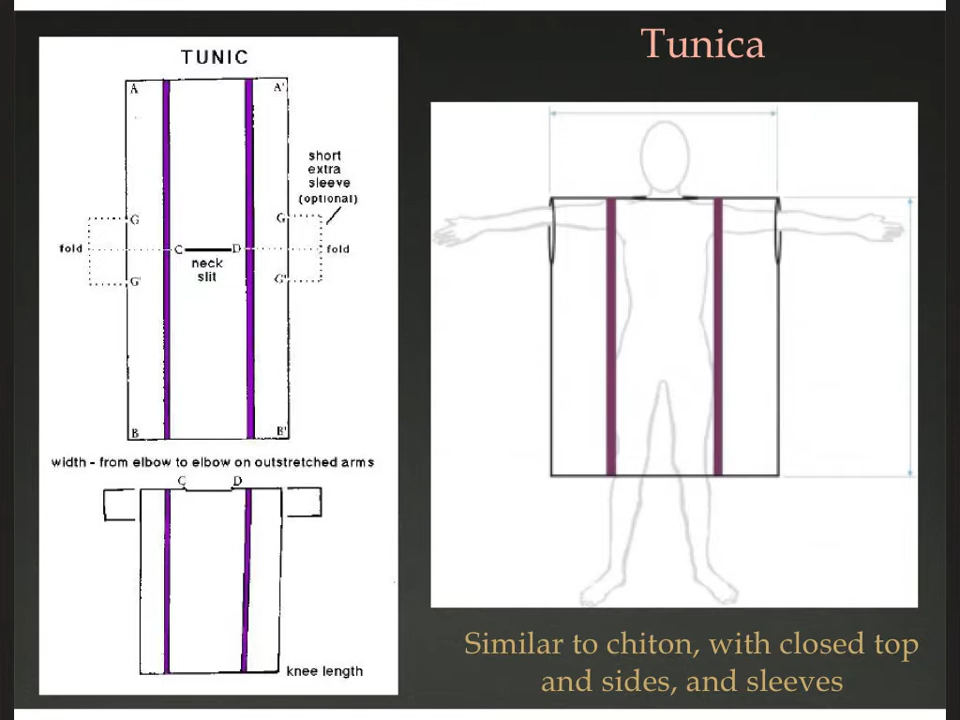 Tunica
TUNIC
A A'
short
extra
sleeve
(optional)
G G
fold C D fold
neck
slit
G' G'
B B'
width - from elbow to elbow on outstretched arms
C D
knee length
Similar to chiton, with closed top
and sides, and sleeves